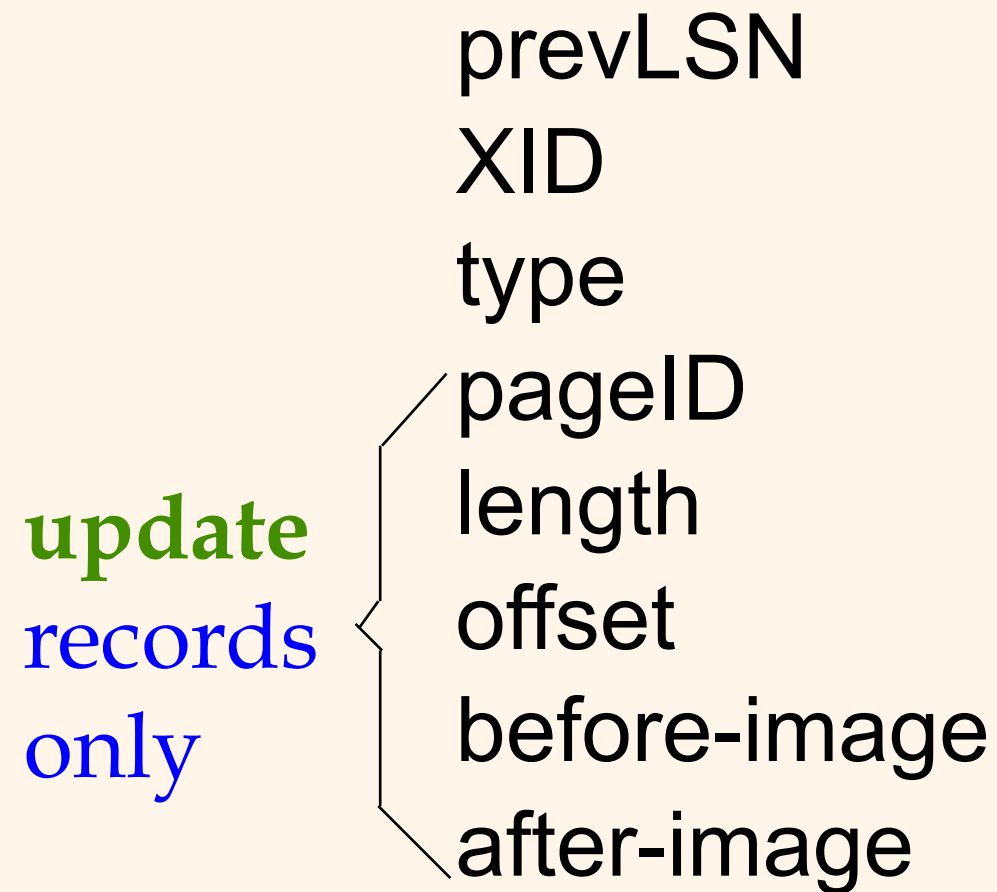 prevLSN
XID
type
pageID
length
offset
before-image
after-image
update
records
only